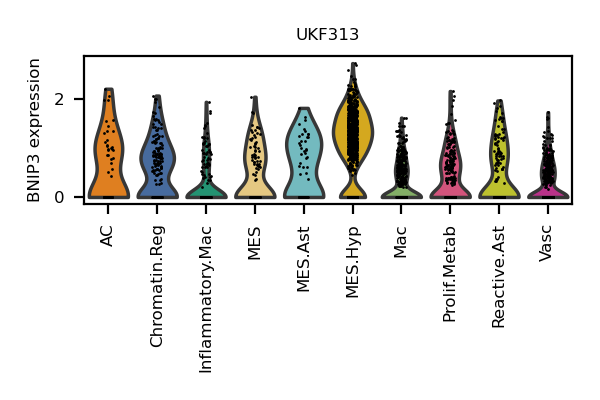 UKF313
BNIP3 expression
2
0
AC
Chromatin.Reg
Inflammatory.Mac
MES
MES.Ast
MES.Hyp
Mac
Prolif.Metab
Reactive.Ast
Vasc